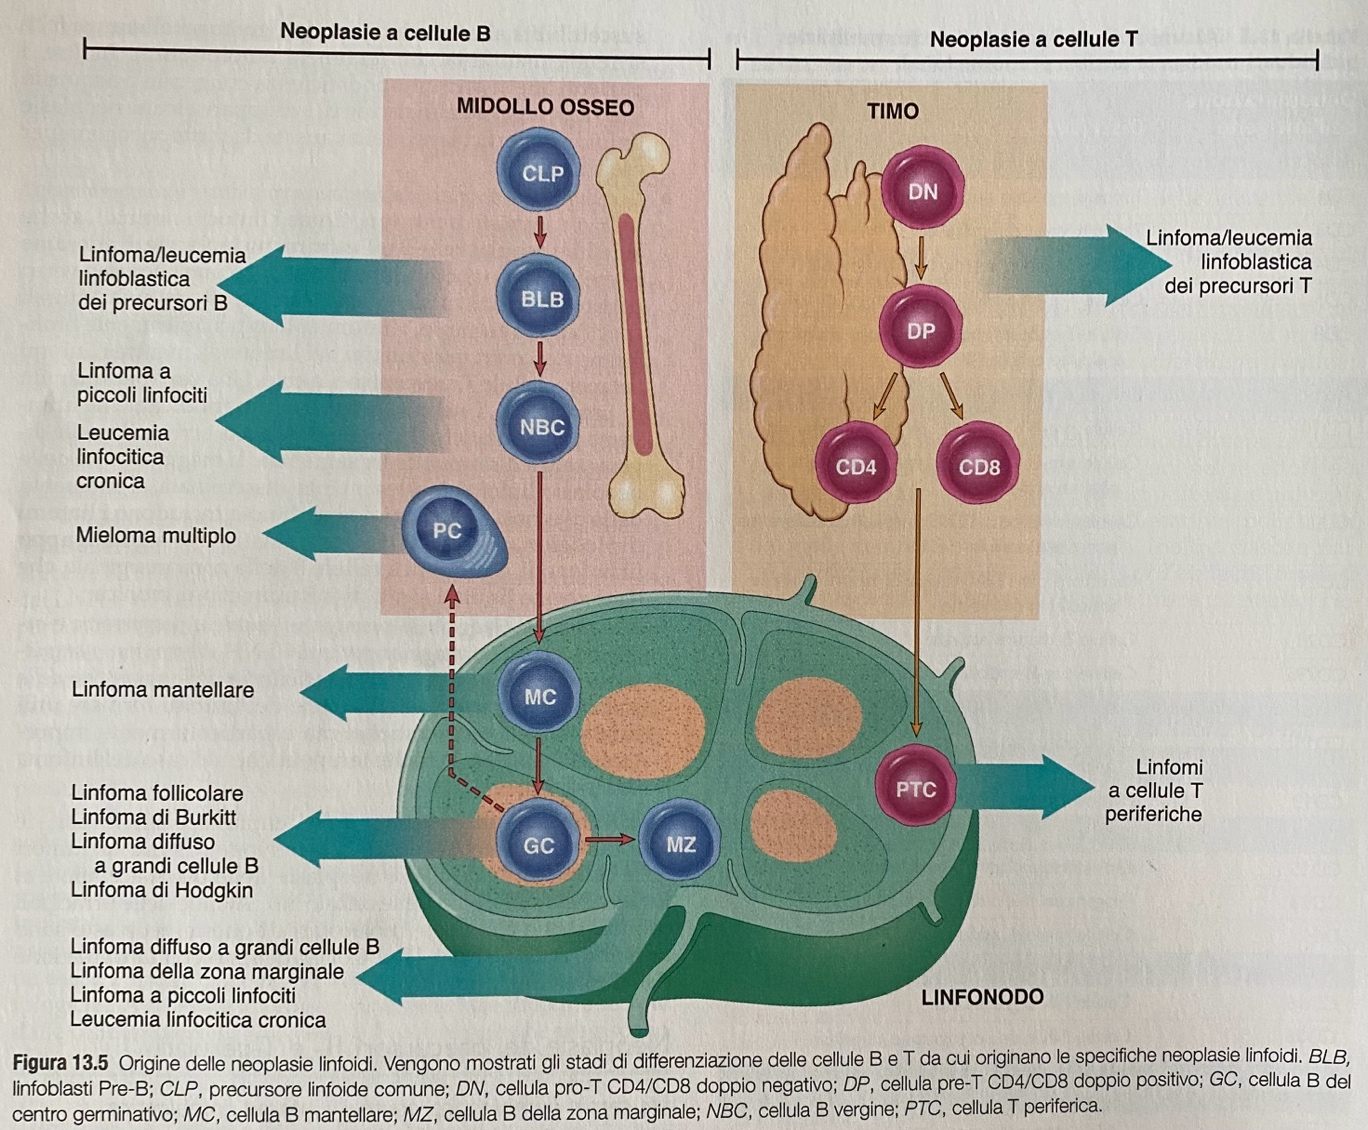 Neoplasie a cellule B
Neoplasie a cellule T
MIDOLLO OSSEO
TIMO
CLP
DN
Linfoma/leucemia
linfoblastica
dei precursori B
BLB
Linfoma/leucemia
linfoblastica
dei precursori T
DP
Linfoma a
piccoli linfociti
Leucemia
linfocitica
cronica
NBC
CD4
CD8
Mieloma multiplo
PC
Linfoma mantellare
MC
Linfoma follicolare
Linfoma di Burkitt
Linfoma diffuso
a grandi cellule B
Linfoma di Hodgkin
GC
MZ
PTC
Linfomi
a cellule T
periferiche
Linfoma diffuso a grandi cellule B
Linfoma della zona marginale
Linfoma a piccoli linfociti
Leucemia linfocitica cronica
LINFONODO
Figura 13.5 Origine delle neoplasie linfoidi. Vengono mostrati gli stadi di differenziazione delle cellule B e T da cui originano le specifiche neoplasie linfoidi. BLB,
linfoblasti Pre-B; CLP, precursore linfoide comune; DN, cellula pro-T CD4/CD8 doppio negativo; DP, cellula pre-T CD4/CD8 doppio positivo; GC, cellula B del
centro germinativo; MC, cellula B mantellare; MZ, cellula B della zona marginale; NBC, cellula B vergine; PTC, cellula T periferica.